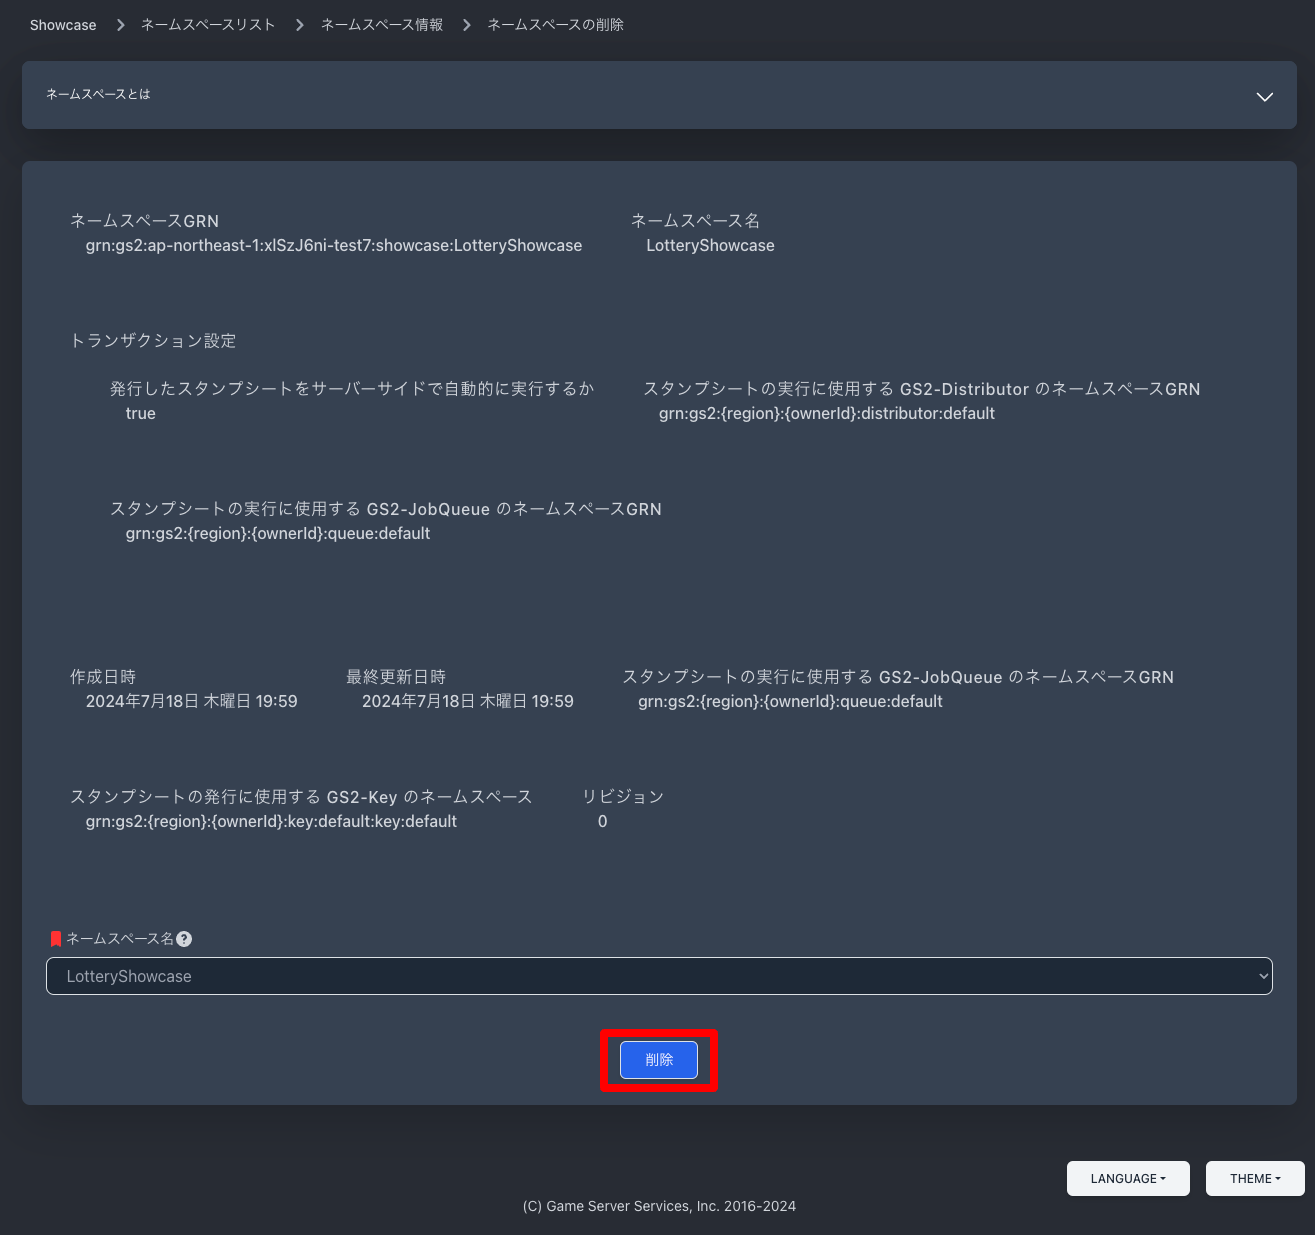 Showcase ネームスペースリスト ネームスペース情報 ネームスペースの削除
ネームスペースとは
ネームスペースGRN ネームスペース名
grn:gs2:ap-northeast-1:xlSzJ6ni-test7:showcase:LotteryShowcase LotteryShowcase
トランザクション設定
発行したスタンプシートをサーバーサイドで自動的に実行するか スタンプシートの実行に使用する GS2-Distributor のネームスペースGRN
true grn:gs2:{region}:{ownerId}:distributor:default
スタンプシートの実行に使用する GS2-JobQueue のネームスペースGRN
grn:gs2:{region}:{ownerId}:queue:default
作成日時 最終更新日時 スタンプシートの実行に使用する GS2-JobQueue のネームスペースGRN
2024年7月18日 木曜日 19:59 2024年7月18日 木曜日 19:59 grn:gs2:{region}:{ownerId}:queue:default
スタンプシートの発行に使用する GS2-Key のネームスペース リビジョン
grn:gs2:{region}:{ownerId}:key:default:key:default 0
ネームスペース名 ?
LotteryShowcase
削除
LANGUAGE THEME
(C) Game Server Services, Inc. 2016-2024